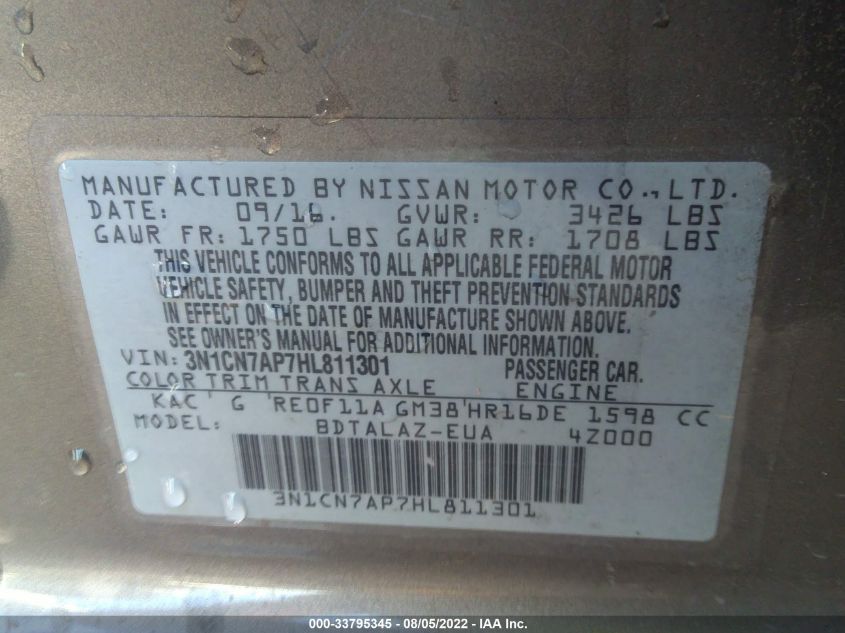 MANUFACTURED BY NISSAN MOTOR CO., LTD.
DATE: 09/16. GVWR: 3426 LBS
GAWR FR: 1750 LBS GAWR RR: 1708 LBS
THIS VEHICLE CONFORMS TO ALL APPLICABLE FEDERAL MOTOR
VEHICLE SAFETY, BUMPER AND THEFT PREVENTION STANDARDS
IN EFFECT ON THE DATE OF MANUFACTURE SHOWN ABOVE.
SEE OWNER'S MANUAL FOR ADDITIONAL INFORMATION.
VIN: 3N1CN7AP7HL811301 PASSENGER CAR.
COLOR TRIM TRANS AXLE ENGINE
KAC ' G 'RE0F11A GM38'HR16DE 1598 CC
MODEL: BDTALAZ-EUA 4Z000
3N1CN7AP7HL811301
000-33795345 - 08/05/2022 - IAA Inc.